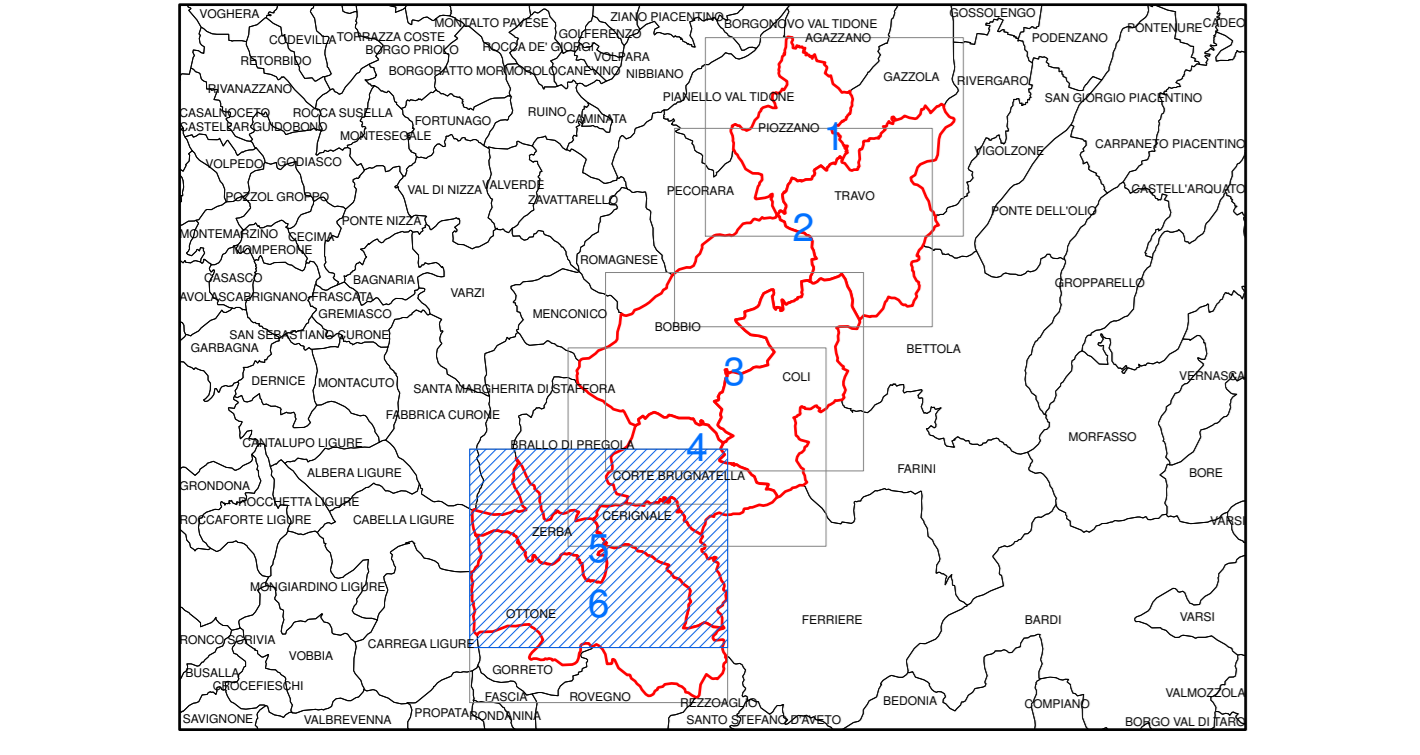 VOGHERA
MONTALTO PAVESE
ZIANO PIACENTINO
BORGONOVO VAL TIDONE
GOSSOLENGO
CADEO
PONTENURE
CODEVILLA
TORRAZZA COSTE
GOLFERENZO
AGAZZANO
PODENZANO
BORGO PRIOLO
ROCCA DE' GIORGI
VOLPARA
RETORBIDO
NIBBIANO
GAZZOLA
RIVERGARO
RIVANAZZANO
PIANELLO VAL TIDONE
SAN GIORGIO PIACENTINO
CASALNOCETO
ROCCA SUSELLA
FORTUNAGO
RUINO
CAMINATA
PIOZZANO
1
MONTESEGALE
CARPANETO PIACENTINO
VIGOLZONE
VOLPEDO
GODIASCO
VAL DI NIZZA
VALVERDE
PECORARA
TRAVO
CASTELL'ARQUATO
POZZOL GROPPO
ZAVATTARELLO
PONTE DELL'OLIO
PONTE NIZZA
2
MONTEMARZINO
CECIMA
MOMPERONE
ROMAGNESE
CASASCO
BAGNARIA
GROPPARELLO
VARZI
GREMIASCO
MENCONICO
BOBBIO
SAN SEBASTIANO CURONE
GARBAGNA
BETTOLA
3
COLI
VERNASCA
DERNICE
MONTACUTO
SANTA MARGHERITA DI STAFFORA
FABBRICA CURONE
MORFASSO
CANTALUPO LIGURE
BRALLO DI PREGOLA
4
ALBERA LIGURE
CORTE BRUGNATELLA
FARINI
BORE
GRONDONA
ROCCHETTA LIGURE
ROCCAFORTE LIGURE
CABELLA LIGURE
CERIGNALE
VARSI
ZERBA
5
MONGIARDINO LIGURE
6
OTTONE
FERRIERE
BARDI
VARSI
RONCO SCRIVIA
CARREGA LIGURE
VOBBIA
BUSALLA
GORRETO
CROCEFIESCHI
FASCIA
ROVEGNO
REZZOAGLIO
BEDONIA
COMPIANO
VALMOZZOLA
SAVIGNONE
VALBREVENNA
PROPATA
RONDANINA
SANTO STEFANO D'AVETO
BORGO VAL DI TARO